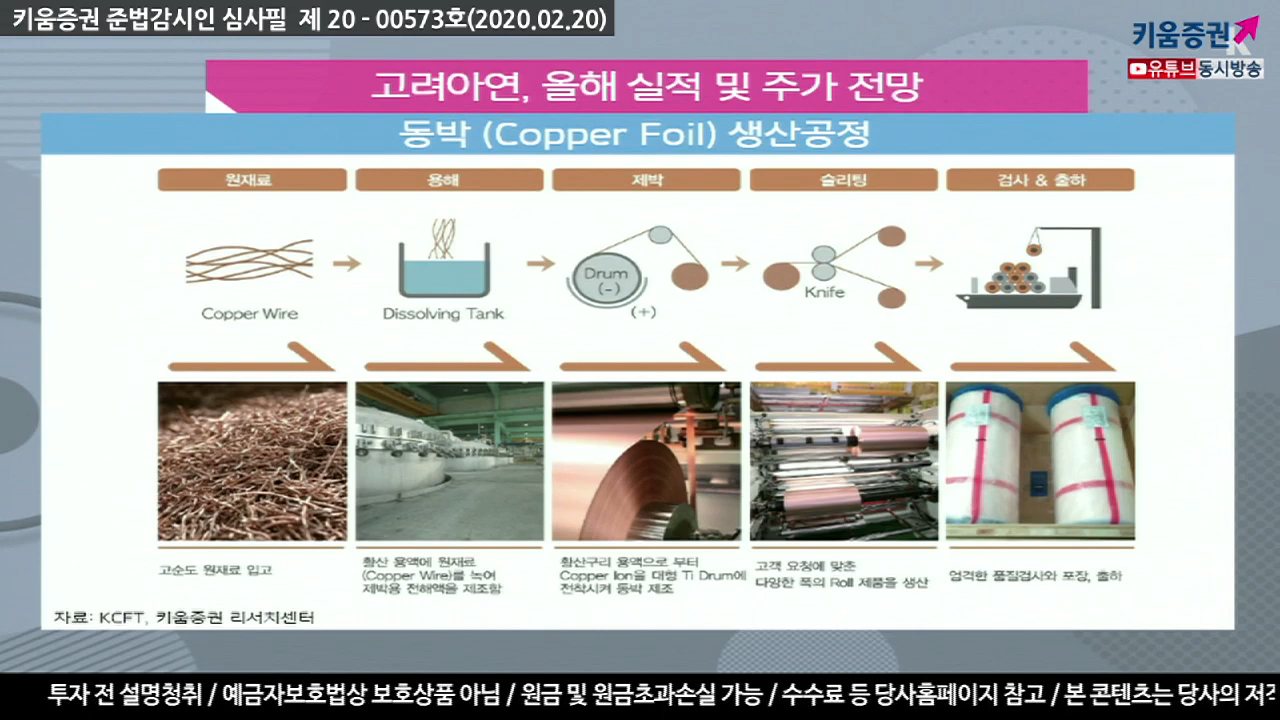 키움증권 준법감시인 심사필 제 20 - 00573호(2020.02.20)
키움증권
유튜브 동시방송
고려아연, 올해 실적 및 주가 전망
동박 (Copper Foil) 생산공정
원재료 용해 제박 슬리팅 검사 & 출하
Drum
(-)
Knife
(+)
Copper Wire
Dissolving Tank
고순도 원재료 입고
황산 용액에 원재료
(Copper Wire)를 녹여
제박용 전해액을 제조함
황산구리 용액으로 부터
Copper Ion을 대형 Ti Drum에
전착시켜 동박 제조
고객 요청에 맞춘
다양한 폭의 Roll 제품을 생산
엄격한 품질검사와 포장, 출하
자료: KCFT, 키움증권 리서치센터
투자 전 설명청취 / 예금자보호법상 보호상품 아님 / 원금 및 원금초과손실 가능 / 수수료 등 당사홈페이지 참고 / 본 콘텐츠는 당사의